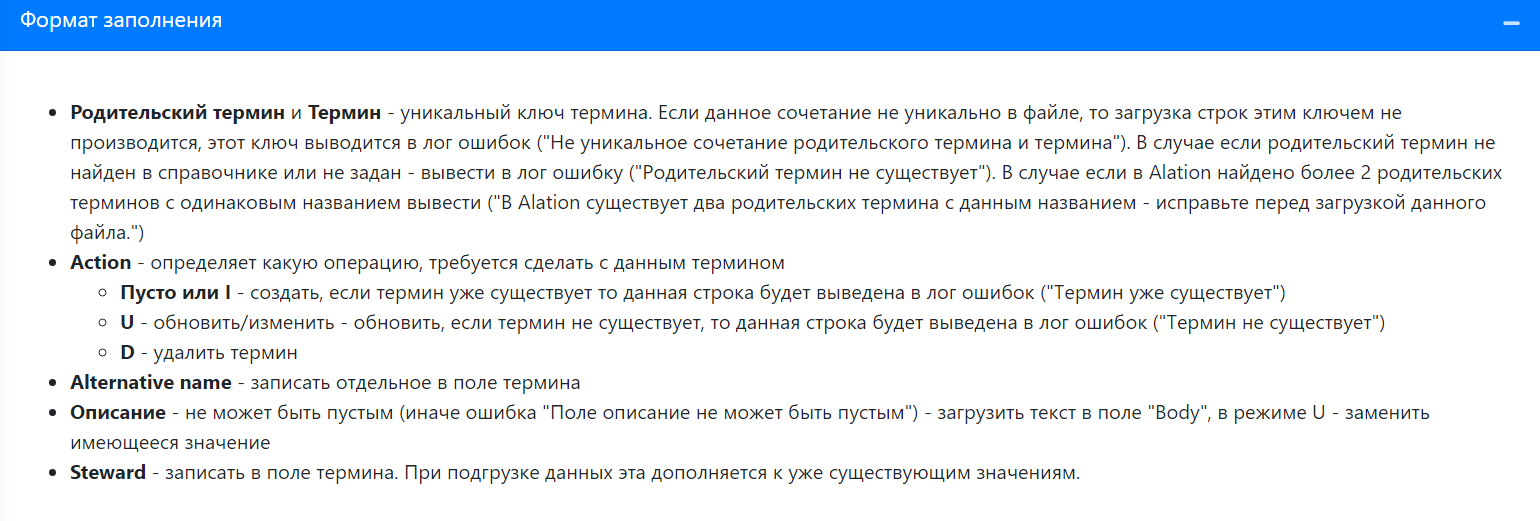 Формат заполнения
• Родительский термин и Термин - уникальный ключ термина. Если данное сочетание не уникально в файле, то загрузка строк этим ключем не
производится, этот ключ выводится в лог ошибок ("Не уникальное сочетание родительского термина и термина"). В случае если родительский термин не
найден в справочнике или не задан - вывести в лог ошибку ("Родительский термин не существует"). В случае если в Alation найдено более 2 родительских
терминов с одинаковым названием вывести ("В Alation существует два родительских термина с данным названием - исправьте перед загрузкой данного
файла.")
• Action - определяет какую операцию, требуется сделать с данным термином
◦ Пусто или I - создать, если термин уже существует то данная строка будет выведена в лог ошибок ("Термин уже существует")
◦ U - обновить/изменить - обновить, если термин не существует, то данная строка будет выведена в лог ошибок ("Термин не существует")
◦ D - удалить термин
• Alternative name - записать отдельное в поле термина
• Описание - не может быть пустым (иначе ошибка "Поле описание не может быть пустым") - загрузить текст в поле "Body", в режиме U - заменить
имеющееся значение
• Steward - записать в поле термина. При подгрузке данных эта дополняется к уже существующим значениям.